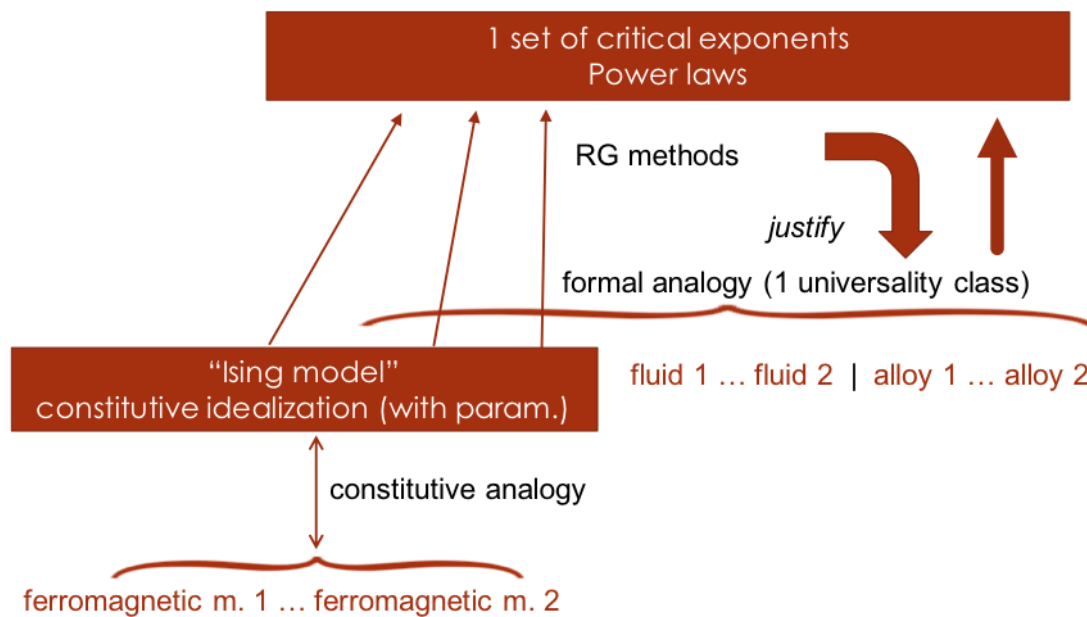 1 set of critical exponents
Power laws
RG methods
justify
formal analogy (1 universality class)
"Ising model"
constitutive idealization (with param.)
fluid 1 … fluid 2 | alloy 1 … alloy 2
constitutive analogy
ferromagnetic m. 1 … ferromagnetic m. 2